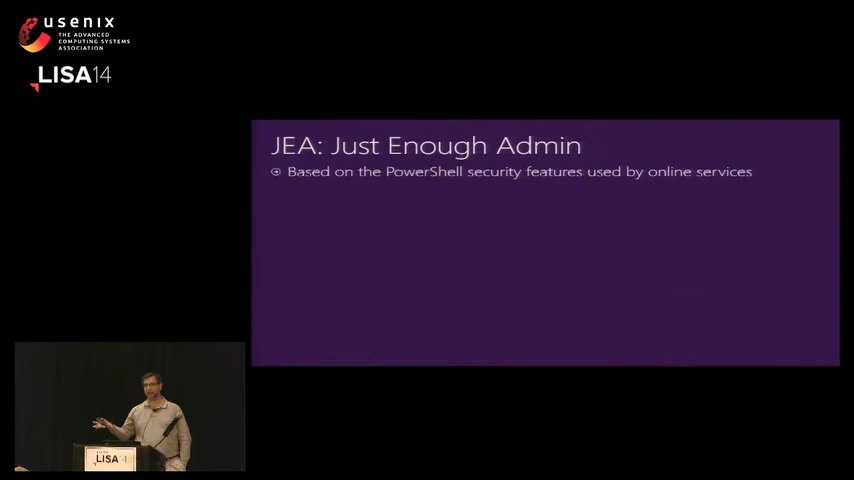 usenix
THE ADVANCED
COMPUTING SYSTEMS
ASSOCIATION
LISA14
JEA: Just Enough Admin
Based on the PowerShell security features used by online services
LISA14